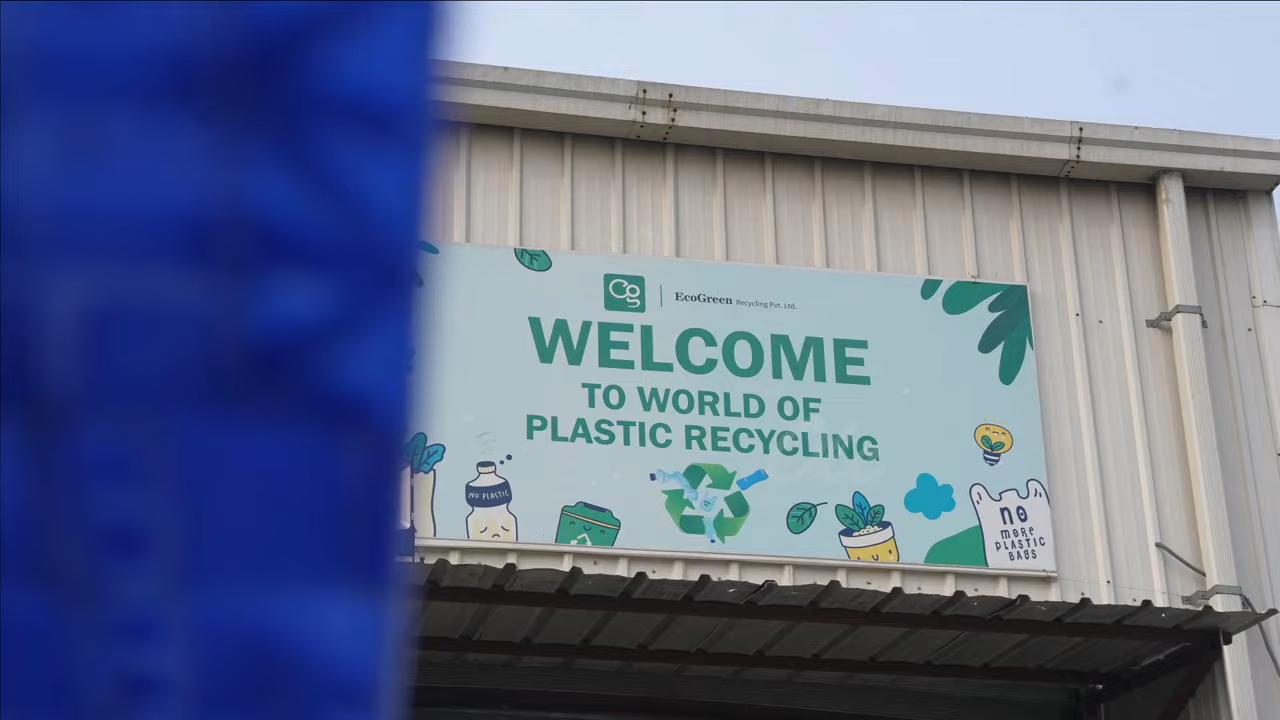 Cg
EcoGreen Recycling Pvt. Ltd.
WELCOME
TO WORLD OF
PLASTIC RECYCLING
NO PLASTIC
NO
MORE
PLASTIC
BAGS